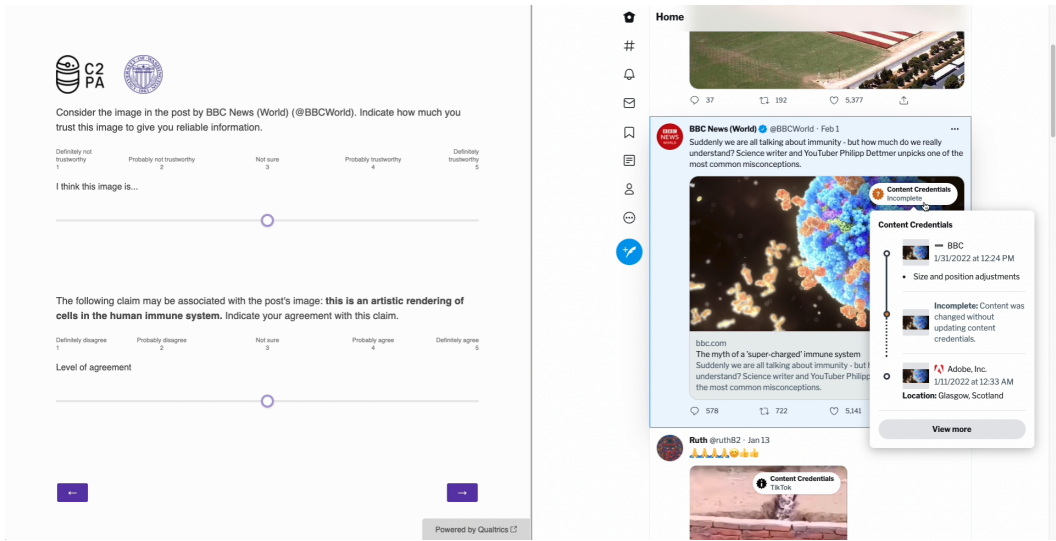 C2
PA
Consider the image in the post by BBC News (World) (@BBCWorld). Indicate how much you
trust this image to give you reliable information.
Definitely not
trustworthy
1
Probably not trustworthy
2
Not sure
3
Probably trustworthy
4
Definitely
trustworthy
5
I think this image is...
The following claim may be associated with the post's image: this is an artistic rendering of
cells in the human immune system. Indicate your agreement with this claim.
Definitely disagree
1
Probably disagree
2
Not sure
3
Probably agree
4
Definitely agree
5
Level of agreement
←
→
Powered by Qualtrics
Home
37
192
5,377
BBC
NEWS
WORLD
BBC News (World) @BBCWorld · Feb 1
Suddenly we are all talking about immunity - but how much do we really
understand? Science writer and YouTuber Philipp Dettmer unpicks one of the
most common misconceptions.
Content Credentials
Incomplete
Content Credentials
BBC
1/31/2022 at 12:24 PM
• Size and position adjustments
Incomplete: Content was
changed without
updating content
credentials.
Adobe, Inc.
1/11/2022 at 12:33 AM
Location: Glasgow, Scotland
View more
bbc.com
The myth of a 'super-charged' immune system
Suddenly we are all talking about immunity - but
understand? Science writer and YouTuber Philipp
the most common misconceptions.
578
722
5,141
Ruth @ruth82 · Jan 13
🙏🙏🙏🙏😊👍👍
Content Credentials
TikTok